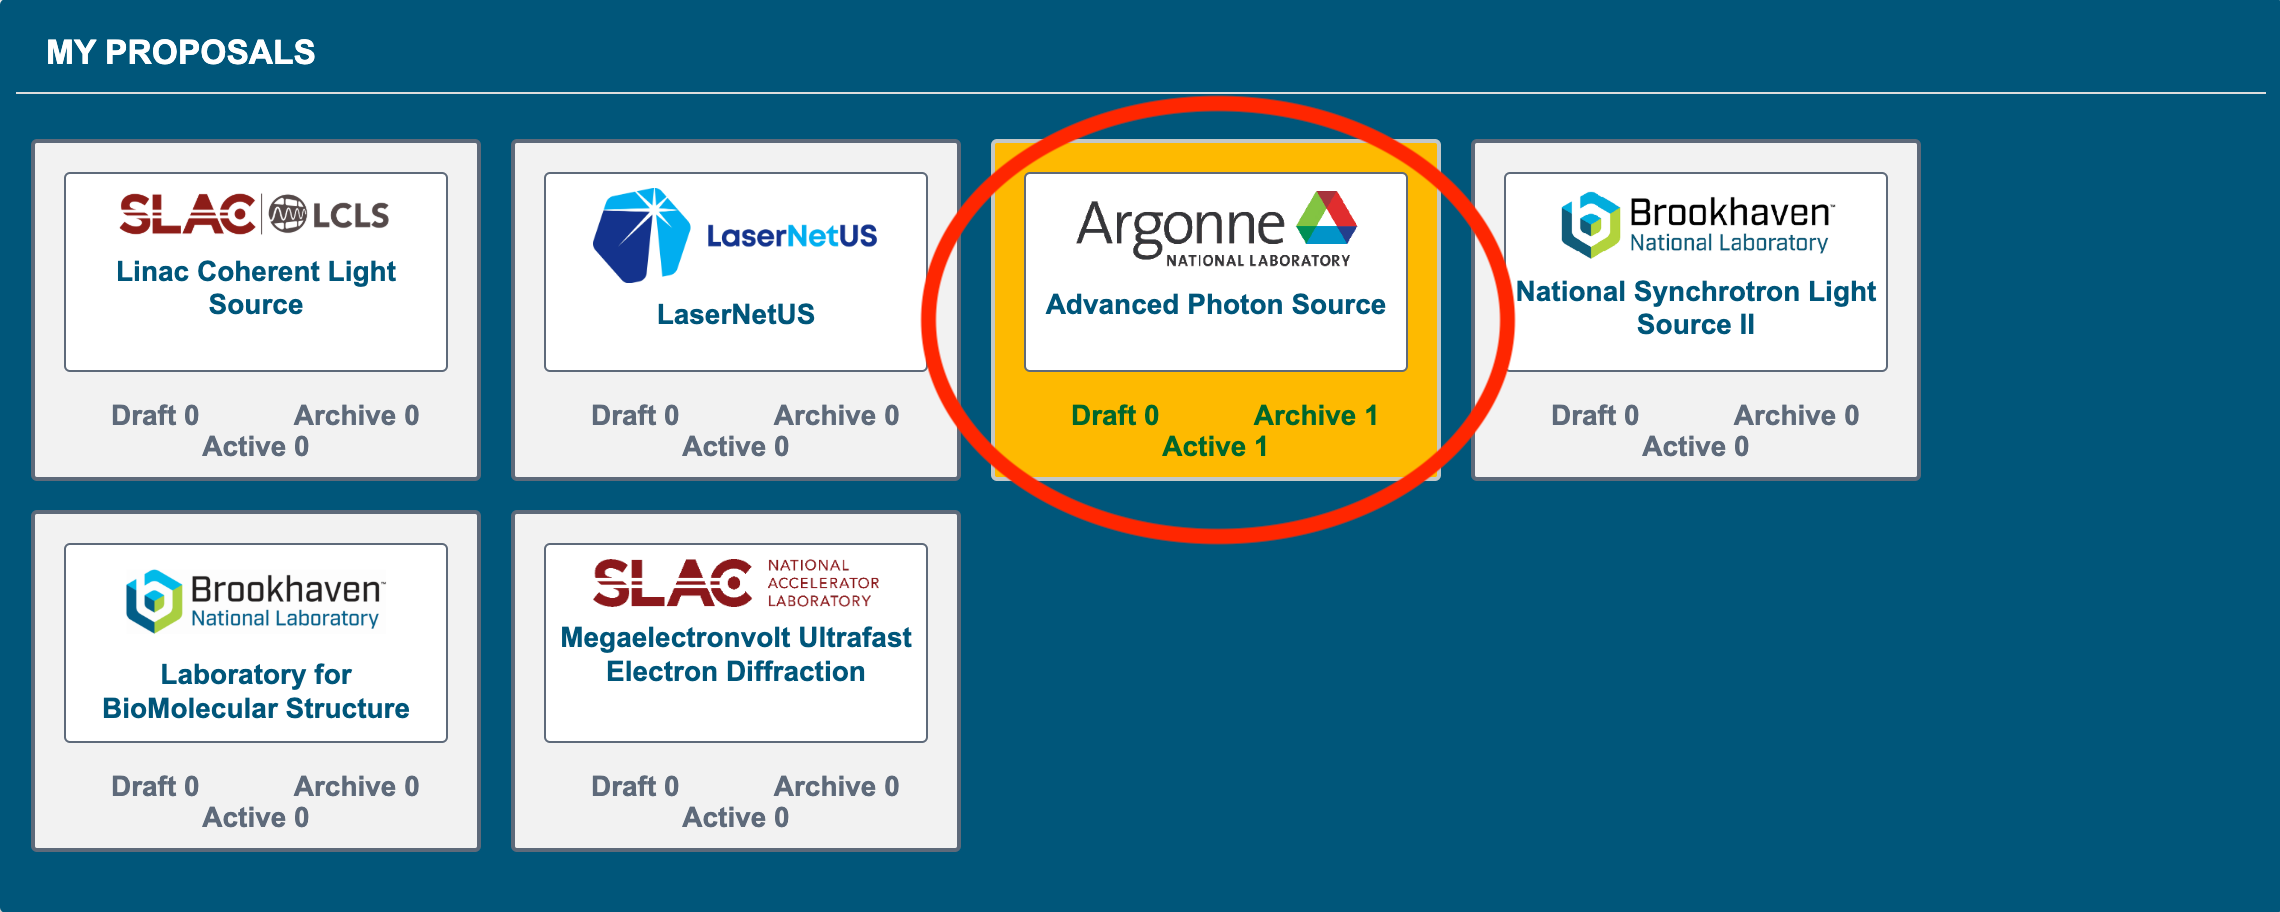 MY PROPOSALS
SLAC LCLS
Linac Coherent Light
Source
Draft 0 Archive 0
Active 0
LaserNetUS
LaserNetUS
Draft 0 Archive 0
Active 0
Argonne
NATIONAL LABORATORY
Advanced Photon Source
Draft 0 Archive 1
Active 1
Brookhaven™
National Laboratory
National Synchrotron Light
Source II
Draft 0 Archive 0
Active 0
Brookhaven™
National Laboratory
Laboratory for
BioMolecular Structure
Draft 0 Archive 0
Active 0
SLAC
NATIONAL
ACCELERATOR
LABORATORY
Megaelectronvolt Ultrafast
Electron Diffraction
Draft 0 Archive 0
Active 0